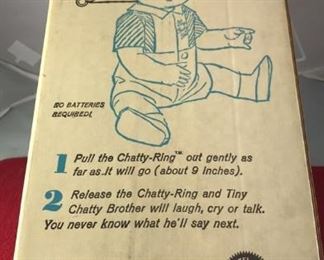 NO BATTERIES
REQUIRED!
1 Pull the Chatty-Ring™ out gently as
far as it will go (about 9 inches).
2 Release the Chatty-Ring and Tiny
Chatty Brother will laugh, cry or talk.
You never know what he'll say next.